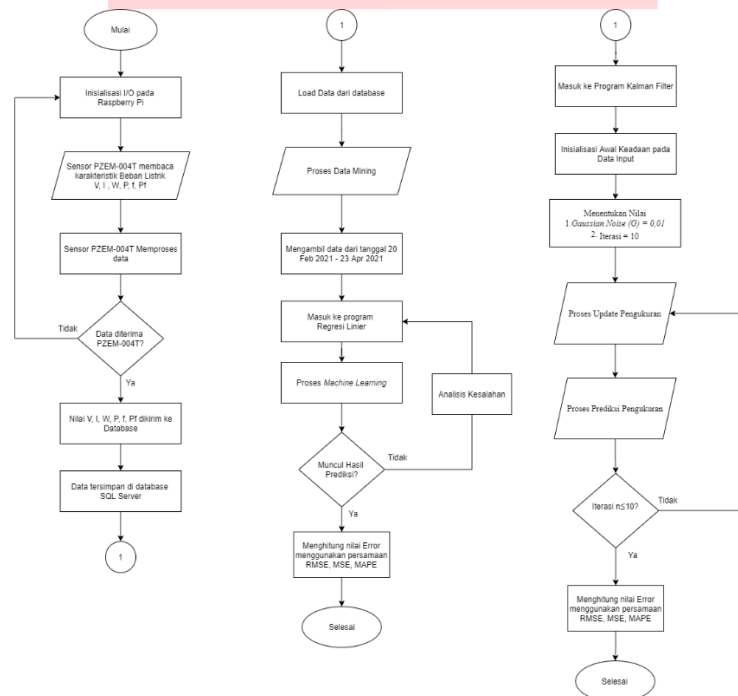 Mulai
Inisialisasi I/O pada
Raspberry Pi
Sensor PZEM-004T membaca
karakteristik Beban Listrik
V, I , W, P, f, Pf
Sensor PZEM-004T Memproses
data
Tidak
Data diterima
PZEM-004T?
Ya
Nilai V, I, W, P, f, Pf dikirim ke
Database
Data tersimpan di database
SQL Server
1
1
Load Data dari database
Proses Data Mining
Mengambil data dari tanggal 20
Feb 2021 - 23 Apr 2021
Masuk ke program
Regresi Linier
Proses Machine Learning
Analisis Kesalahan
Muncul Hasil
Prediksi?
Tidak
Ya
Menghitung nilai Error
menggunakan persamaan
RMSE, MSE, MAPE
Selesai
1
Masuk ke Program Kalman Filter
Inisialisasi Awal Keadaan pada
Data Input
Menentukan Nilai
1.Gaussian Noise (G) = 0,01
2. Iterasi = 10
Proses Update Pengukuran
Proses Prediksi Pengukuran
Iterasi n≤10?
Tidak
Ya
Menghitung nilai Error
menggunakan persamaan
RMSE, MSE, MAPE
Selesai